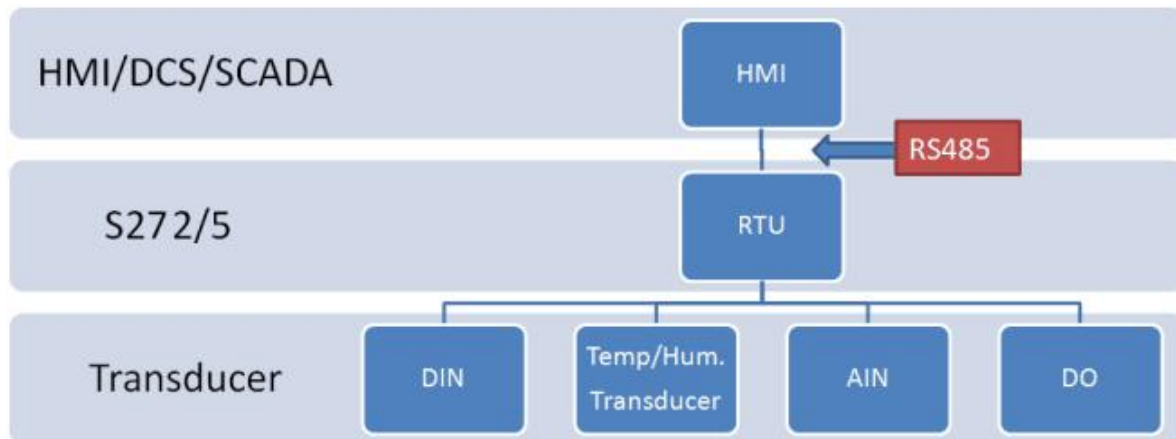 HMI/DCS/SCADA
HMI
RS485
S272/5
RTU
Transducer
DIN
Temp/Hum.
Transducer
AIN
DO